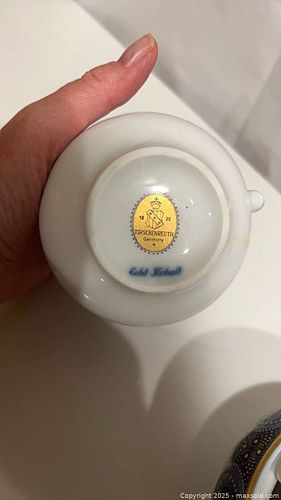 18 38
TIRSCHENREUTH
Germany
Echt Kobalt
Copyright 2025 - maxsold.com